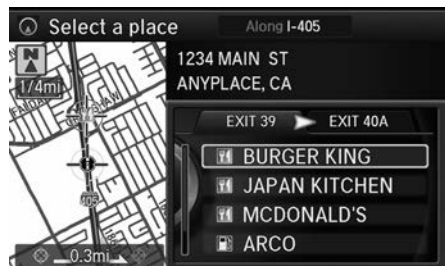 Select a place
Along I-405
N
1/4mi
1234 MAIN ST
ANYPLACE, CA
EXIT 39
EXIT 40A
BURGER KING
JAPAN KITCHEN
MCDONALD'S
ARCO
405
0.3mi